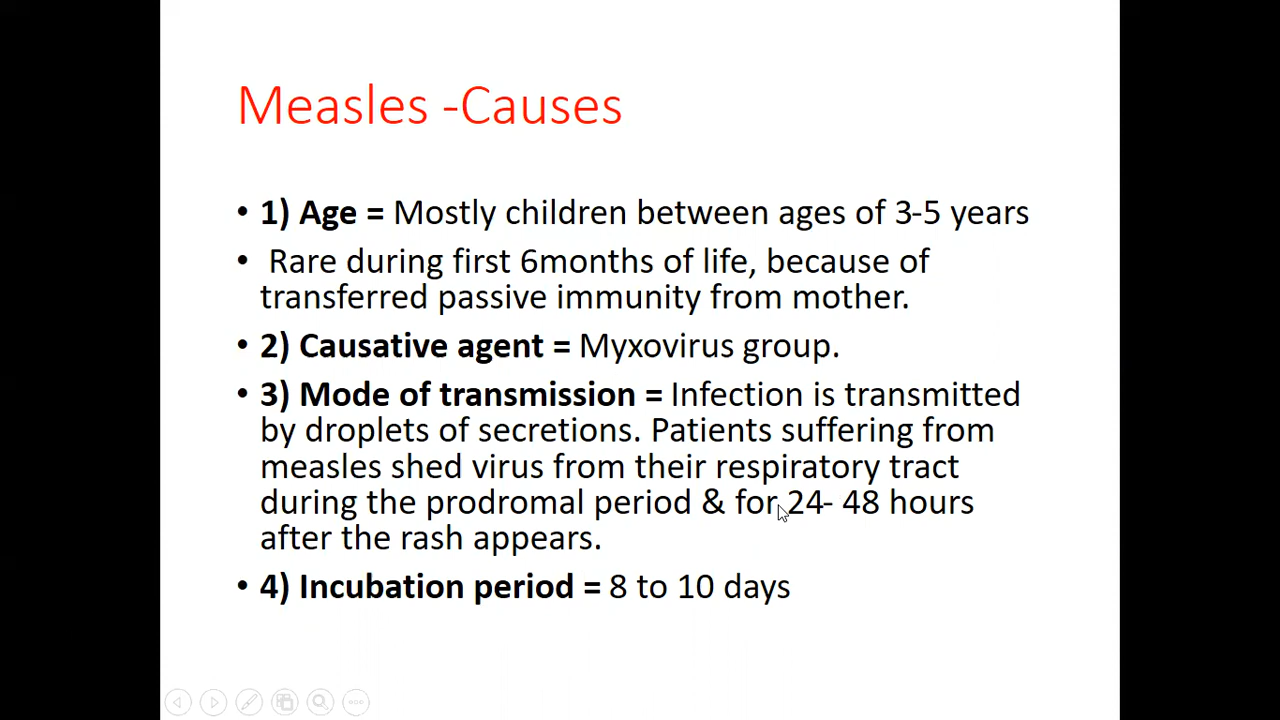 Measles -Causes
• 1) Age = Mostly children between ages of 3-5 years
• Rare during first 6months of life, because of
transferred passive immunity from mother.
• 2) Causative agent = Myxovirus group.
• 3) Mode of transmission = Infection is transmitted
by droplets of secretions. Patients suffering from
measles shed virus from their respiratory tract
during the prodromal period & for 24- 48 hours
after the rash appears.
• 4) Incubation period = 8 to 10 days